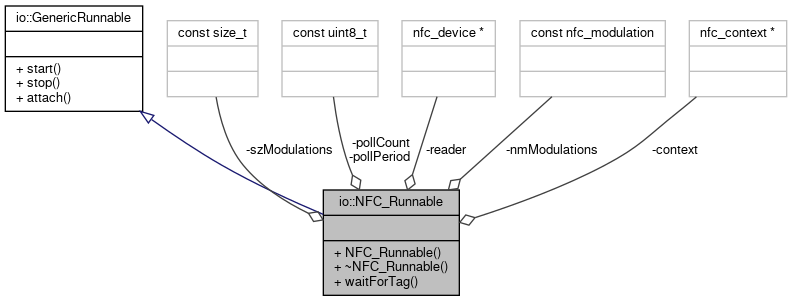 io::GenericRunnable
+ start()
+ stop()
+ attach()
const size_t
const uint8_t
nfc_device *
const nfc_modulation
nfc_context *
-szModulations
-pollCount
-pollPeriod
-reader
-nmModulations
-context
io::NFC_Runnable
+ NFC_Runnable()
+ ~NFC_Runnable()
+ waitForTag()